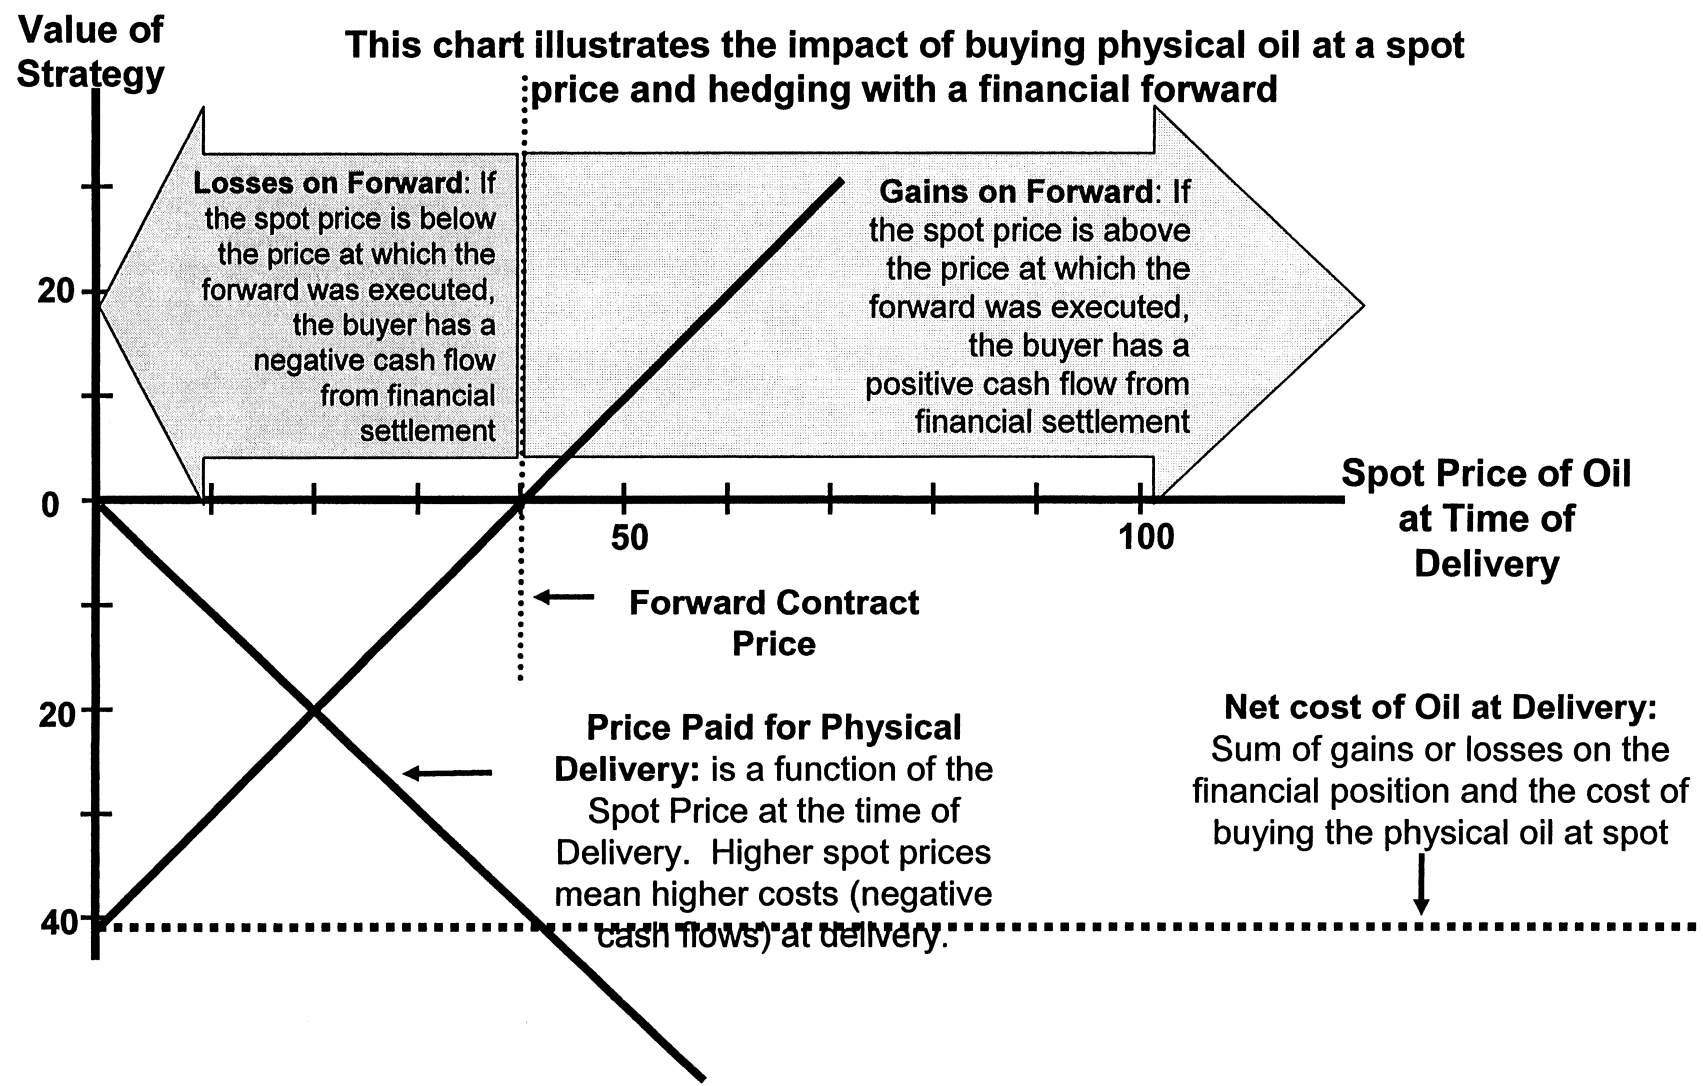 Value of
Strategy
This chart illustrates the impact of buying physical oil at a spot
price and hedging with a financial forward
Losses on Forward: If
the spot price is below
the price at which the
forward was executed,
the buyer has a
negative cash flow
from financial
settlement
Gains on Forward: If
the spot price is above
the price at which the
forward was executed,
the buyer has a
positive cash flow from
financial settlement
20
0
50
100
Spot Price of Oil
at Time of
Delivery
Forward Contract
Price
20
Price Paid for Physical
Delivery: is a function of the
Spot Price at the time of
Delivery. Higher spot prices
mean higher costs (negative
cash flows) at delivery.
Net cost of Oil at Delivery:
Sum of gains or losses on the
financial position and the cost of
buying the physical oil at spot
40